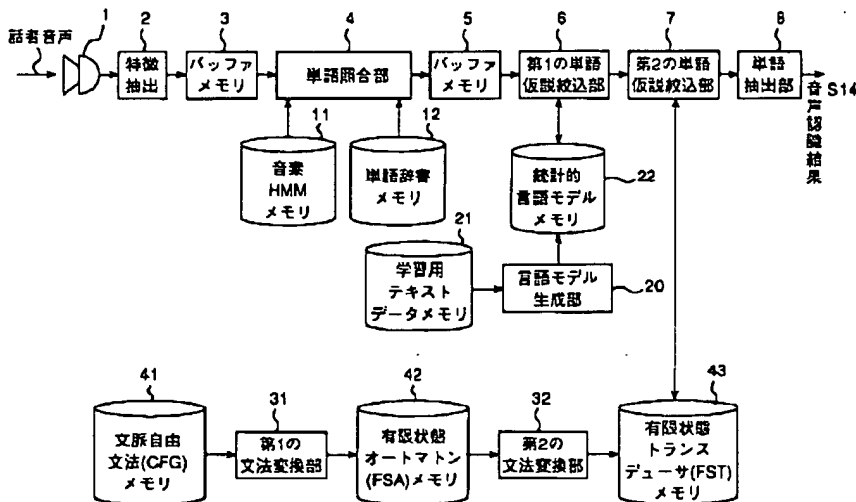 1
2
3
4
5
6
7
8
話者音声
特徴
抽出
バッファ
メモリ
単語照合部
バッファ
メモリ
第1の単語
仮説絞込部
第2の単語
仮説絞込部
単語
抽出部
S14
音声認識結果
11
音素
HMM
メモリ
12
単語辞書
メモリ
統計的
言語モデル
メモリ
22
21
学習用
テキスト
データメモリ
言語モデル
生成部
20
41
文脈自由
文法(CFG)
メモリ
31
第1の
文法変換部
42
有限状態
オートマトン
(FSA)メモリ
32
第2の
文法変換部
43
有限状態
トランス
デューサ(FST)
メモリ